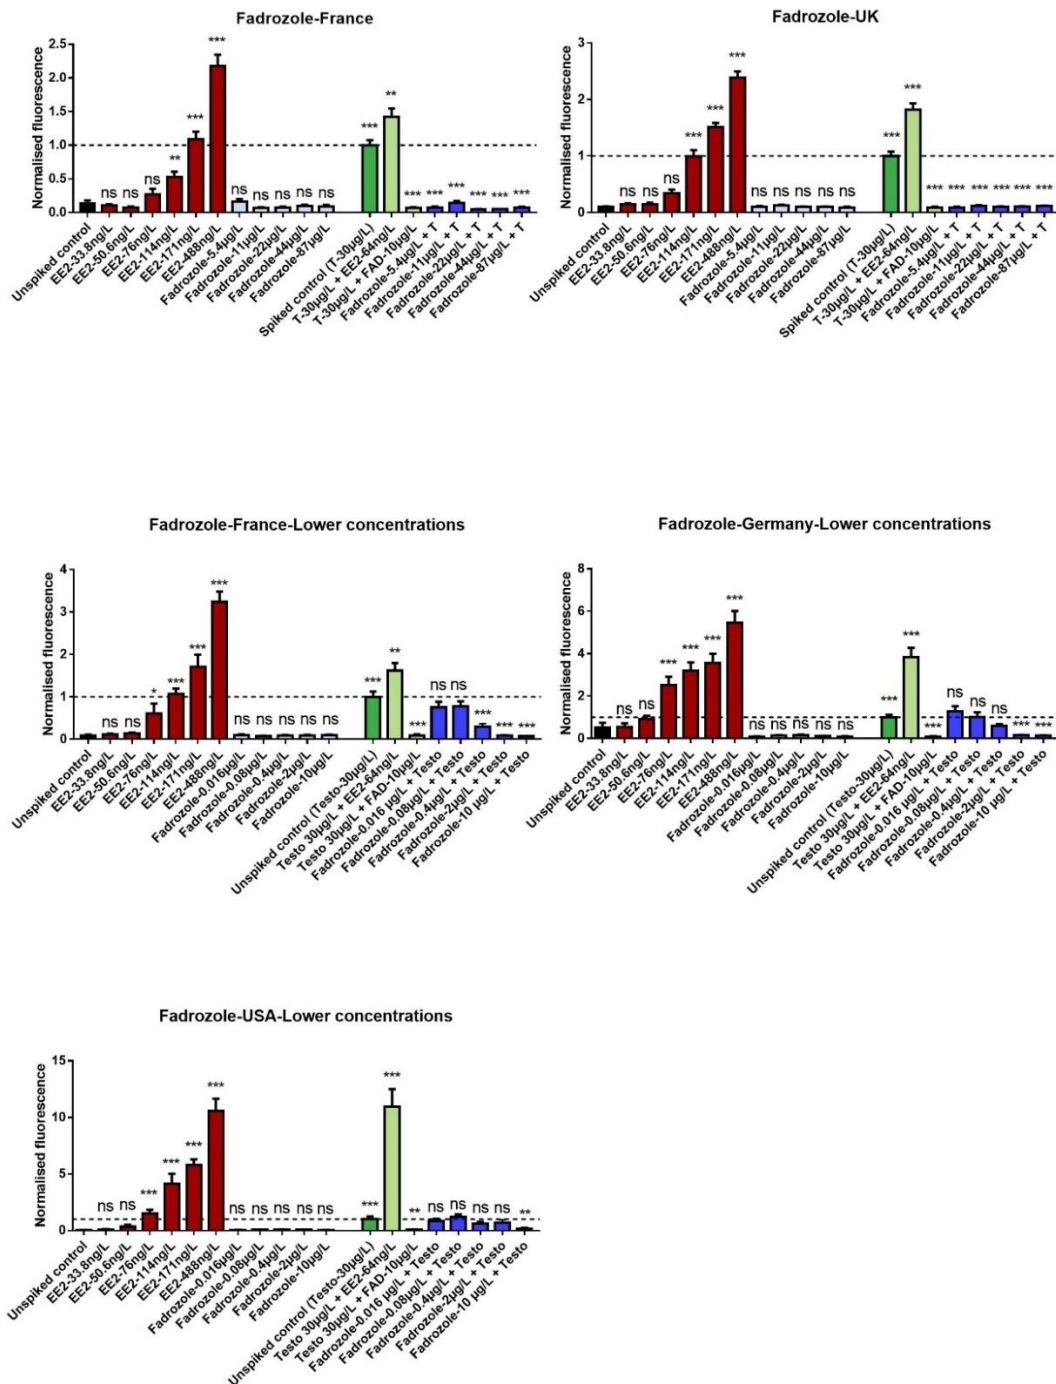 Fadrozole-France
Normalised fluorescence
2.5
2.0
1.5
1.0
0.5
0.0
ns ns ns ** *** *** ns ns ns ns ns *** ** *** *** *** *** *** ***
Unspiked control
EE2-33.8ng/L
EE2-50.6ng/L
EE2-76ng/L
EE2-114ng/L
EE2-171ng/L
EE2-488ng/L
Fadrozole-5.4µg/L
Fadrozole-11µg/L
Fadrozole-22µg/L
Fadrozole-44µg/L
Fadrozole-87µg/L
Spiked control (T-30µg/L)
T-30µg/L + EE2-64ng/L
T-30µg/L + FAD-10µg/L
Fadrozole-5.4µg/L + T
Fadrozole-11µg/L + T
Fadrozole-22µg/L + T
Fadrozole-44µg/L + T
Fadrozole-87µg/L + T
Fadrozole-UK
Normalised fluorescence
3
2
1
0
ns ns ns *** *** *** ns ns ns ns ns *** *** *** *** *** *** *** ***
Unspiked control
EE2-33.8ng/L
EE2-50.6ng/L
EE2-76ng/L
EE2-114ng/L
EE2-171ng/L
EE2-488ng/L
Fadrozole-5.4µg/L
Fadrozole-11µg/L
Fadrozole-22µg/L
Fadrozole-44µg/L
Fadrozole-87µg/L
Spiked control (T-30µg/L)
T-30µg/L + EE2-64ng/L
T-30µg/L + FAD-10µg/L
Fadrozole-5.4µg/L + T
Fadrozole-11µg/L + T
Fadrozole-22µg/L + T
Fadrozole-44µg/L + T
Fadrozole-87µg/L + T
Fadrozole-France-Lower concentrations
Normalised fluorescence
4
3
2
1
0
ns ns * *** *** *** ns ns ns ns ns *** ** *** ns ns *** *** ***
Unspiked control
EE2-33.8ng/L
EE2-50.6ng/L
EE2-76ng/L
EE2-114ng/L
EE2-171ng/L
EE2-488ng/L
Fadrozole-0.016µg/L
Fadrozole-0.08µg/L
Fadrozole-0.4µg/L
Fadrozole-2µg/L
Fadrozole-10µg/L
Unspiked control (Testo-30µg/L)
Testo 30µg/L + EE2-64ng/L
Testo 30µg/L + FAD-10µg/L
Fadrozole-0.016 µg/L + Testo
Fadrozole-0.08µg/L + Testo
Fadrozole-0.4µg/L + Testo
Fadrozole-2µg/L + Testo
Fadrozole-10 µg/L + Testo
Fadrozole-Germany-Lower concentrations
Normalised fluorescence
8
6
4
2
0
ns ns *** *** *** *** ns ns ns ns ns *** *** *** ns ns ns *** ***
Unspiked control
EE2-33.8ng/L
EE2-50.6ng/L
EE2-76ng/L
EE2-114ng/L
EE2-171ng/L
EE2-488ng/L
Fadrozole-0.016µg/L
Fadrozole-0.08µg/L
Fadrozole-0.4µg/L
Fadrozole-2µg/L
Fadrozole-10µg/L
Unspiked control (Testo-30µg/L)
Testo 30µg/L + EE2-64ng/L
Testo 30µg/L + FAD-10µg/L
Fadrozole-0.016 µg/L + Testo
Fadrozole-0.08µg/L + Testo
Fadrozole-0.4µg/L + Testo
Fadrozole-2µg/L + Testo
Fadrozole-10 µg/L + Testo
Fadrozole-USA-Lower concentrations
Normalised fluorescence
15
10
5
0
ns ns *** *** *** *** ns ns ns ns ns *** *** ** ns ns ns ns **
Unspiked control
EE2-33.8ng/L
EE2-50.6ng/L
EE2-76ng/L
EE2-114ng/L
EE2-171ng/L
EE2-488ng/L
Fadrozole-0.016µg/L
Fadrozole-0.08µg/L
Fadrozole-0.4µg/L
Fadrozole-2µg/L
Fadrozole-10µg/L
Unspiked control (Testo-30µg/L)
Testo 30µg/L + EE2-64ng/L
Testo 30µg/L + FAD-10µg/L
Fadrozole-0.016 µg/L + Testo
Fadrozole-0.08µg/L + Testo
Fadrozole-0.4µg/L + Testo
Fadrozole-2µg/L + Testo
Fadrozole-10 µg/L + Testo